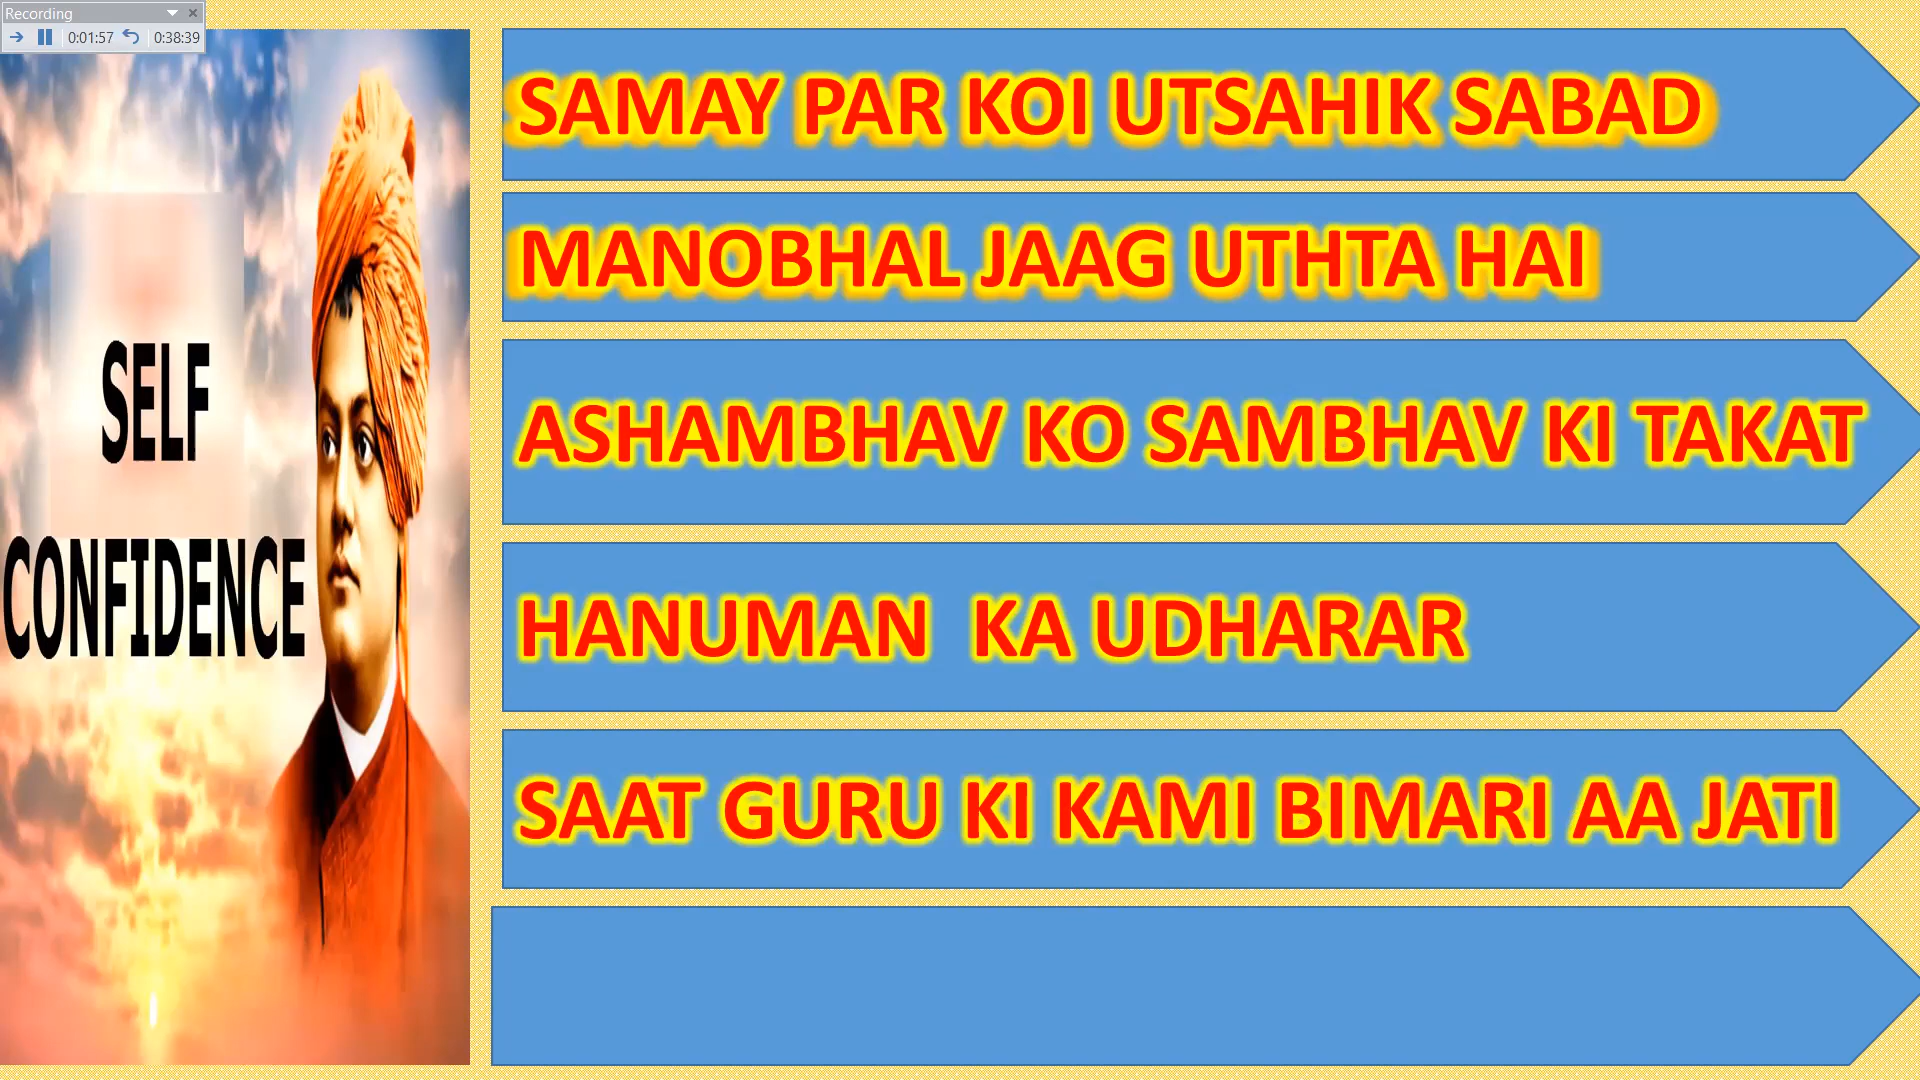 Recording
0:01:57 0:38:39
SELF
CONFIDENCE
SAMAY PAR KOI UTSAHIK SABAD
MANOBHAL JAAG UTHTA HAI
ASHAMBHAV KO SAMBHAV KI TAKAT
HANUMAN KA UDHARAR
SAAT GURU KI KAMI BIMARI AA JATI